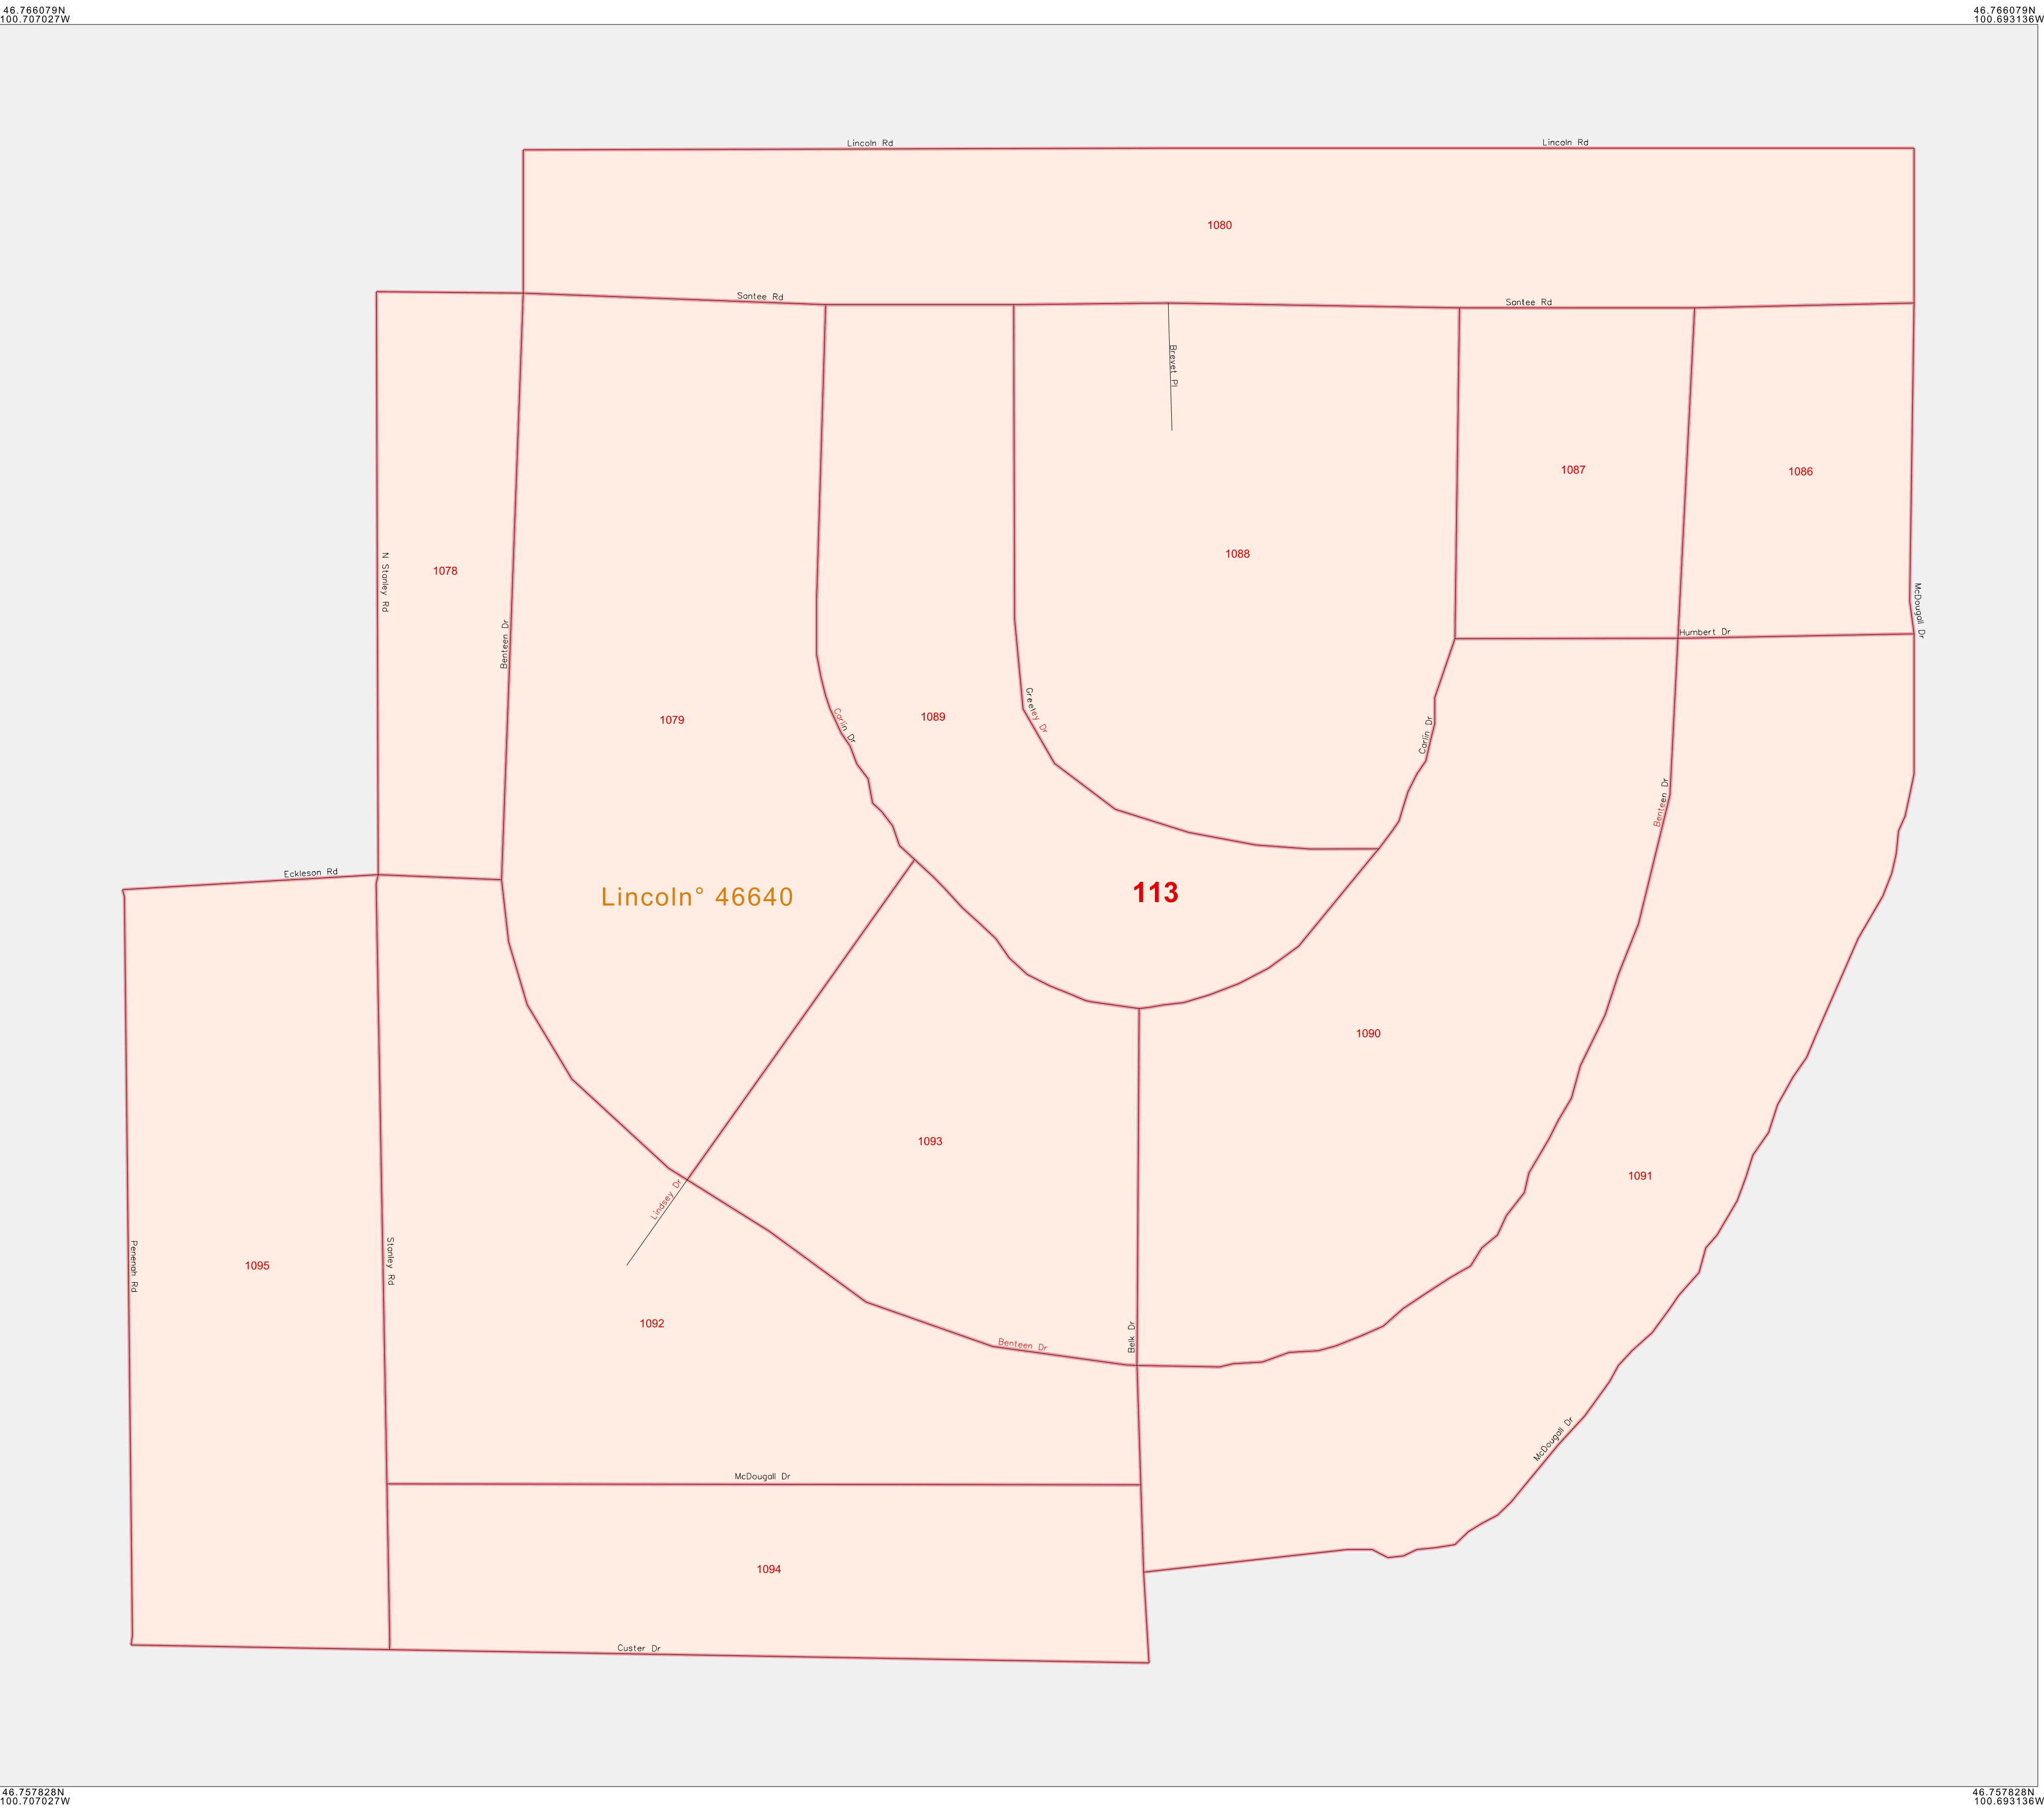 46.766079N
100.707027W
46.766079N
100.693136W
Lincoln Rd
Lincoln Rd
1080
Santee Rd
Santee Rd
Brevet Pl
1087
1086
1088
N Stanley Rd
1078
McDougall Dr
Benteen Dr
Humbert Dr
1079
1089
Carlin Dr
Greeley Dr
Carlin Dr
Benteen Dr
Eckleson Rd
Lincoln° 46640
113
1090
1093
1091
Lindsey Dr
Penenah Rd
1095
Stanley Rd
1092
Benteen Dr
Belk Dr
McDougall Dr
McDougall Dr
1094
Custer Dr
46.757828N
100.707027W
46.757828N
100.693136W